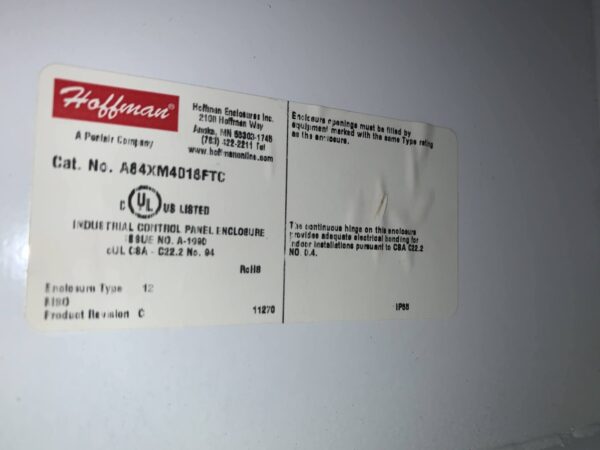 Hoffman®
A Pentair Company
Hoffman Enclosures Inc.
2100 Hoffman Way
Anoka, MN 55303-1745
(763) 422-2211 Tel
www.hoffmanonline.com
Cat. No. A84XM4018FTC
C UL US LISTED
INDUSTRIAL CONTROL PANEL ENCLOSURE
ISSUE NO. A-1990
cUL CSA - C22.2 No. 94
RoHS
Enclosure Type 12
Product Revision C
11270
Enclosure openings must be filled by
equipment marked with the same Type rating
as the enclosure.
The continuous hinge on this enclosure
provides adequate electrical bonding for
indoor installations pursuant to CSA C22.2
NO. 0.4.